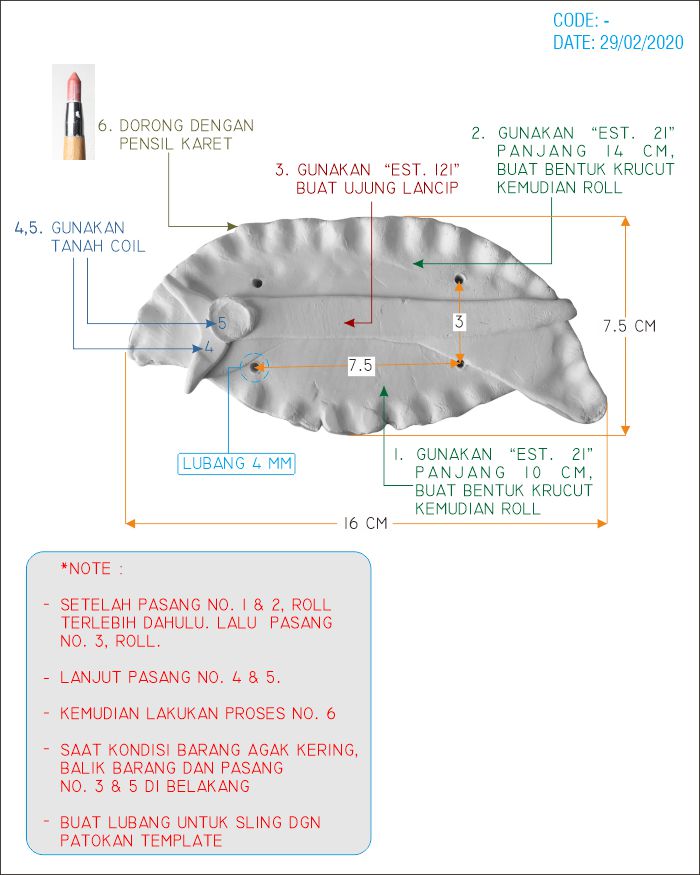 CODE: -
DATE: 29/02/2020
6. DORONG DENGAN
PENSIL KARET
2. GUNAKAN "EST. 21"
PANJANG 14 CM,
BUAT BENTUK KRUCUT
KEMUDIAN ROLL
3. GUNAKAN "EST. 121"
BUAT UJUNG LANCIP
4,5. GUNAKAN
TANAH COIL
5
4
3
7.5
7.5 CM
LUBANG 4 MM
1. GUNAKAN "EST. 21"
PANJANG 10 CM,
BUAT BENTUK KRUCUT
KEMUDIAN ROLL
16 CM
*NOTE :
- SETELAH PASANG NO. 1 & 2, ROLL
TERLEBIH DAHULU. LALU PASANG
NO. 3, ROLL.
- LANJUT PASANG NO. 4 & 5.
- KEMUDIAN LAKUKAN PROSES NO. 6
- SAAT KONDISI BARANG AGAK KERING,
BALIK BARANG DAN PASANG
NO. 3 & 5 DI BELAKANG
- BUAT LUBANG UNTUK SLING DGN
PATOKAN TEMPLATE